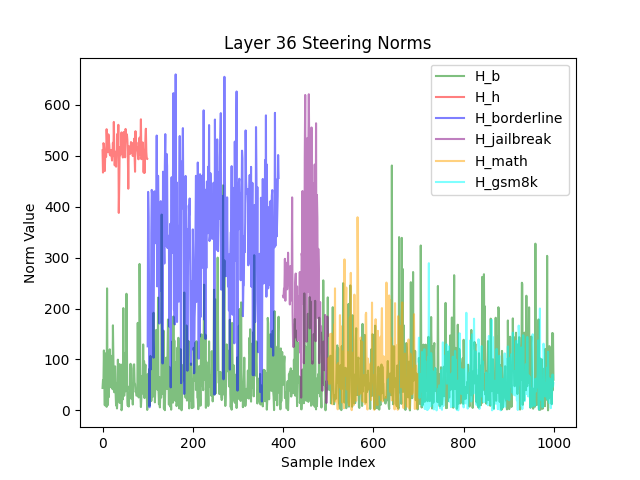 Layer 36 Steering Norms
H_b
H_h
H_borderline
H_jailbreak
H_math
H_gsm8k
Norm Value
600
500
400
300
200
100
0
0 200 400 600 800 1000
Sample Index